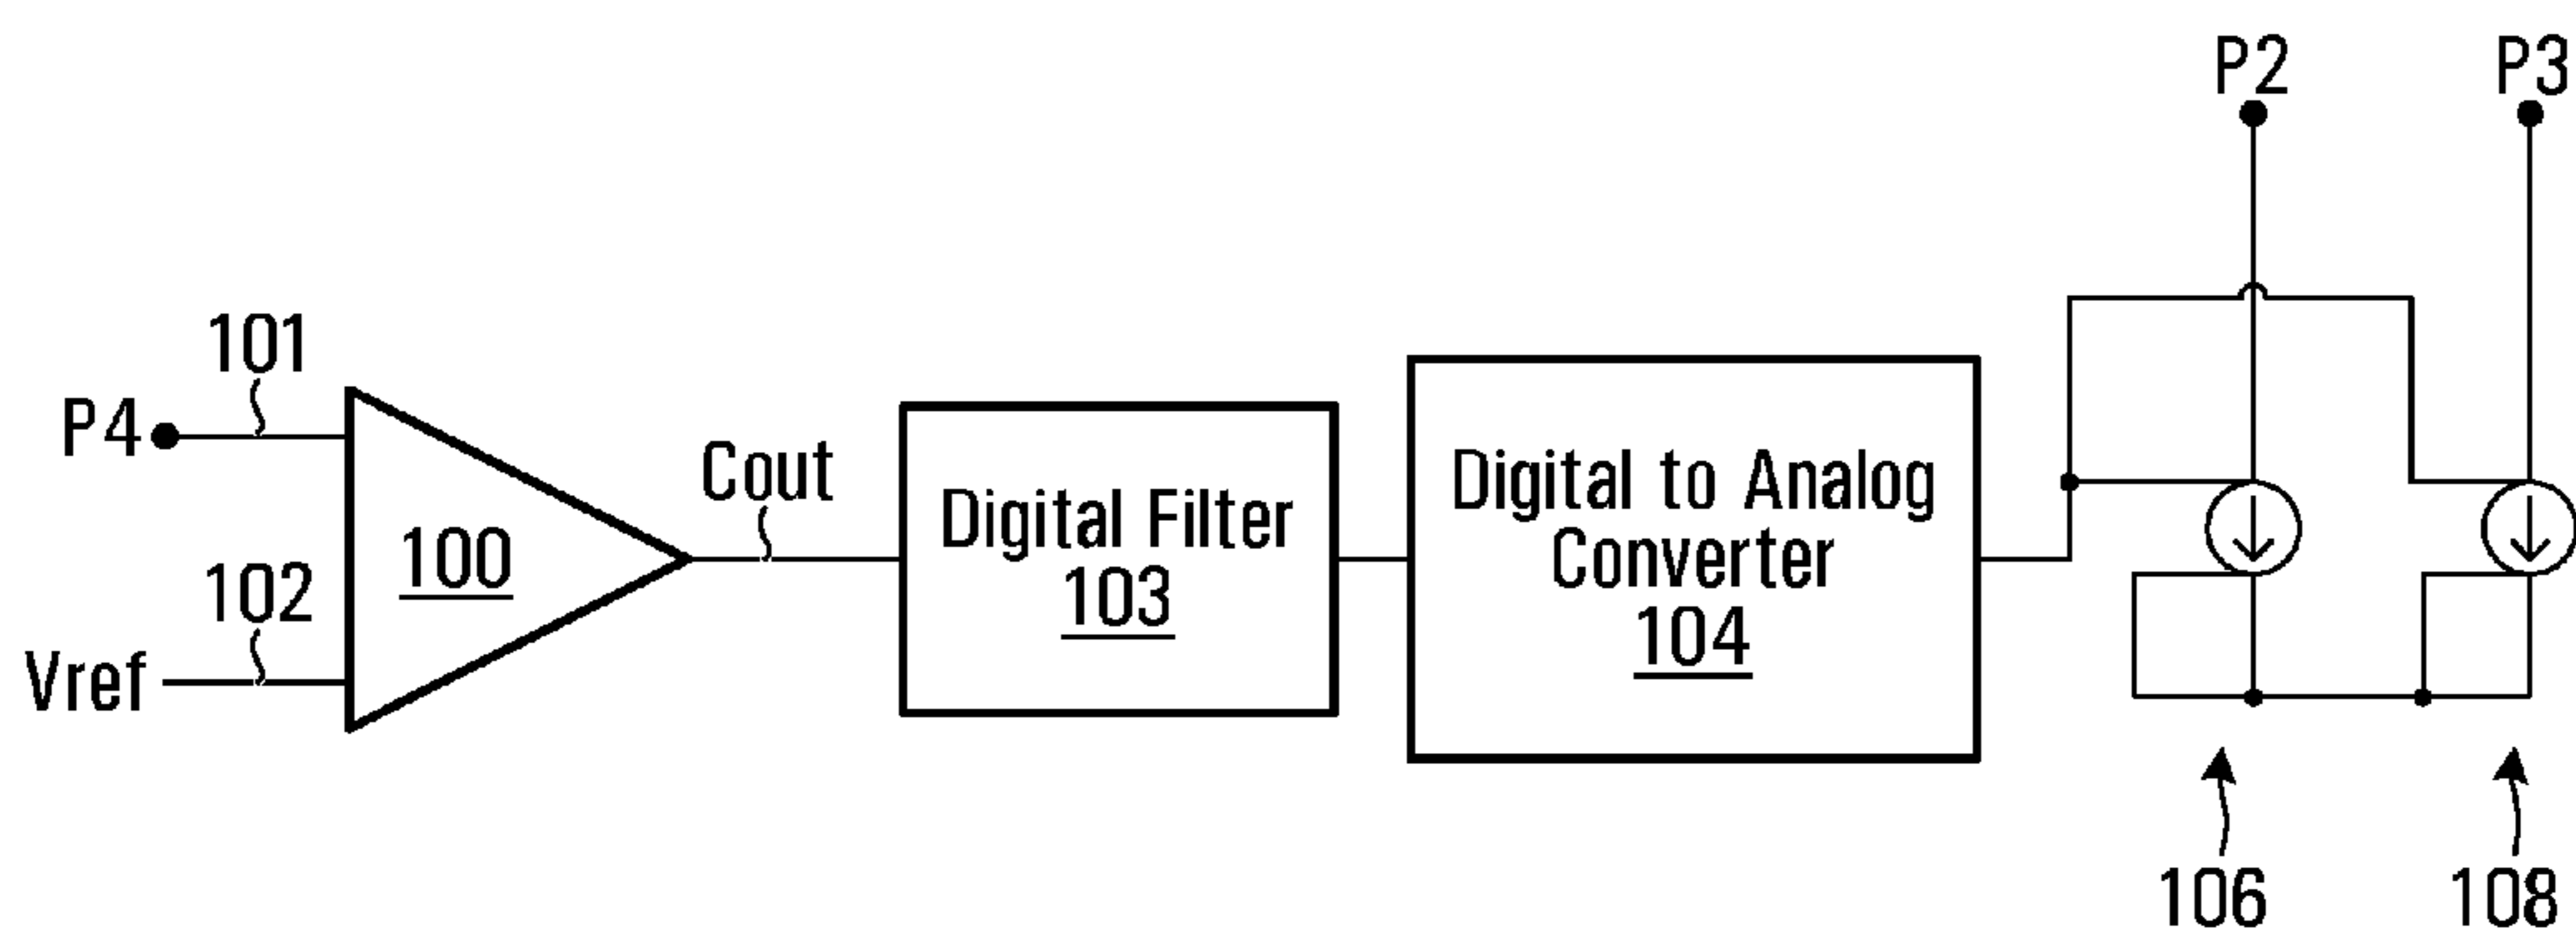 P2
P3
101
P4
100
102
Vref
Cout
Digital Filter
103
Digital to Analog
Converter
104
106
108